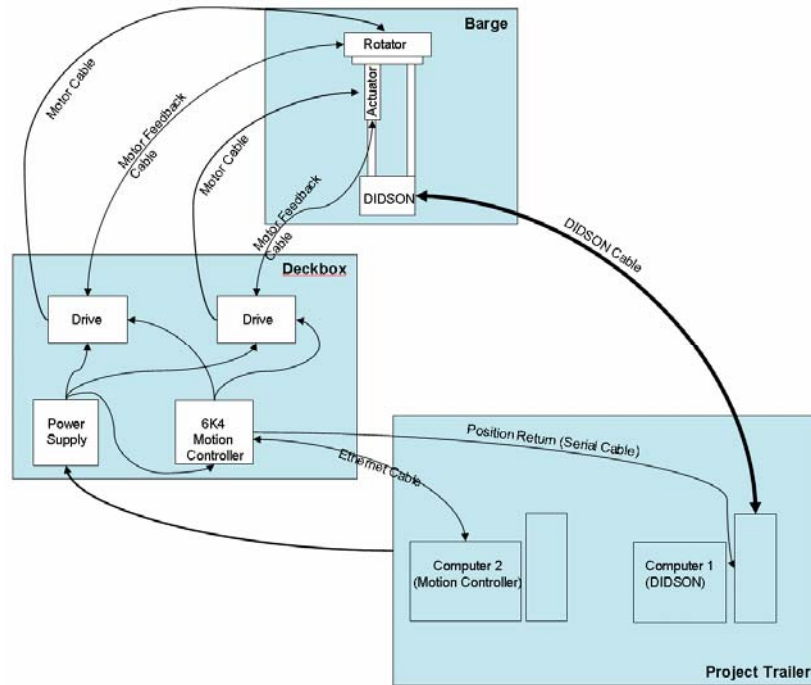 Barge
Rotator
Actuator
DIDSON
Motor Cable
Motor Feedback
Cable
Motor Cable
Motor Feedback
Cable
DIDSON Cable
Deckbox
Drive
Drive
Power
Supply
6K4
Motion
Controller
Position Return (Serial Cable)
Ethernet Cable
Computer 2
(Motion Controller)
Computer 1
(DIDSON)
Project Trailer